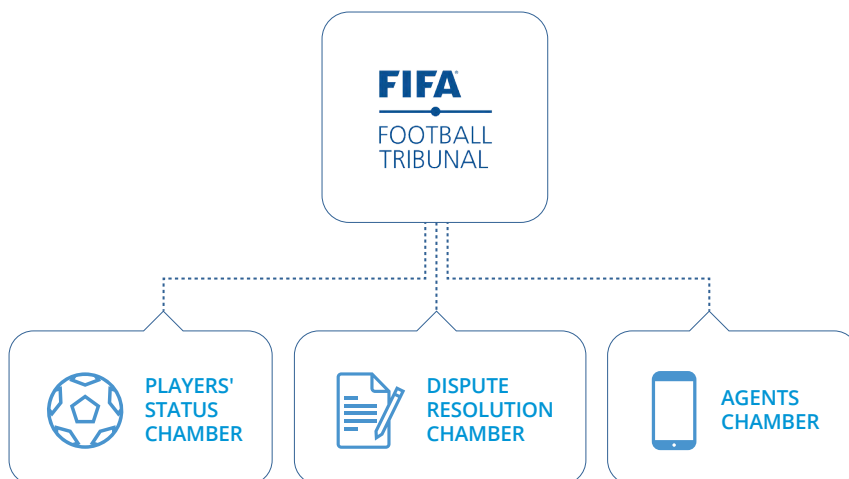 FIFA
FOOTBALL
TRIBUNAL
PLAYERS'
STATUS
CHAMBER
DISPUTE
RESOLUTION
CHAMBER
AGENTS
CHAMBER